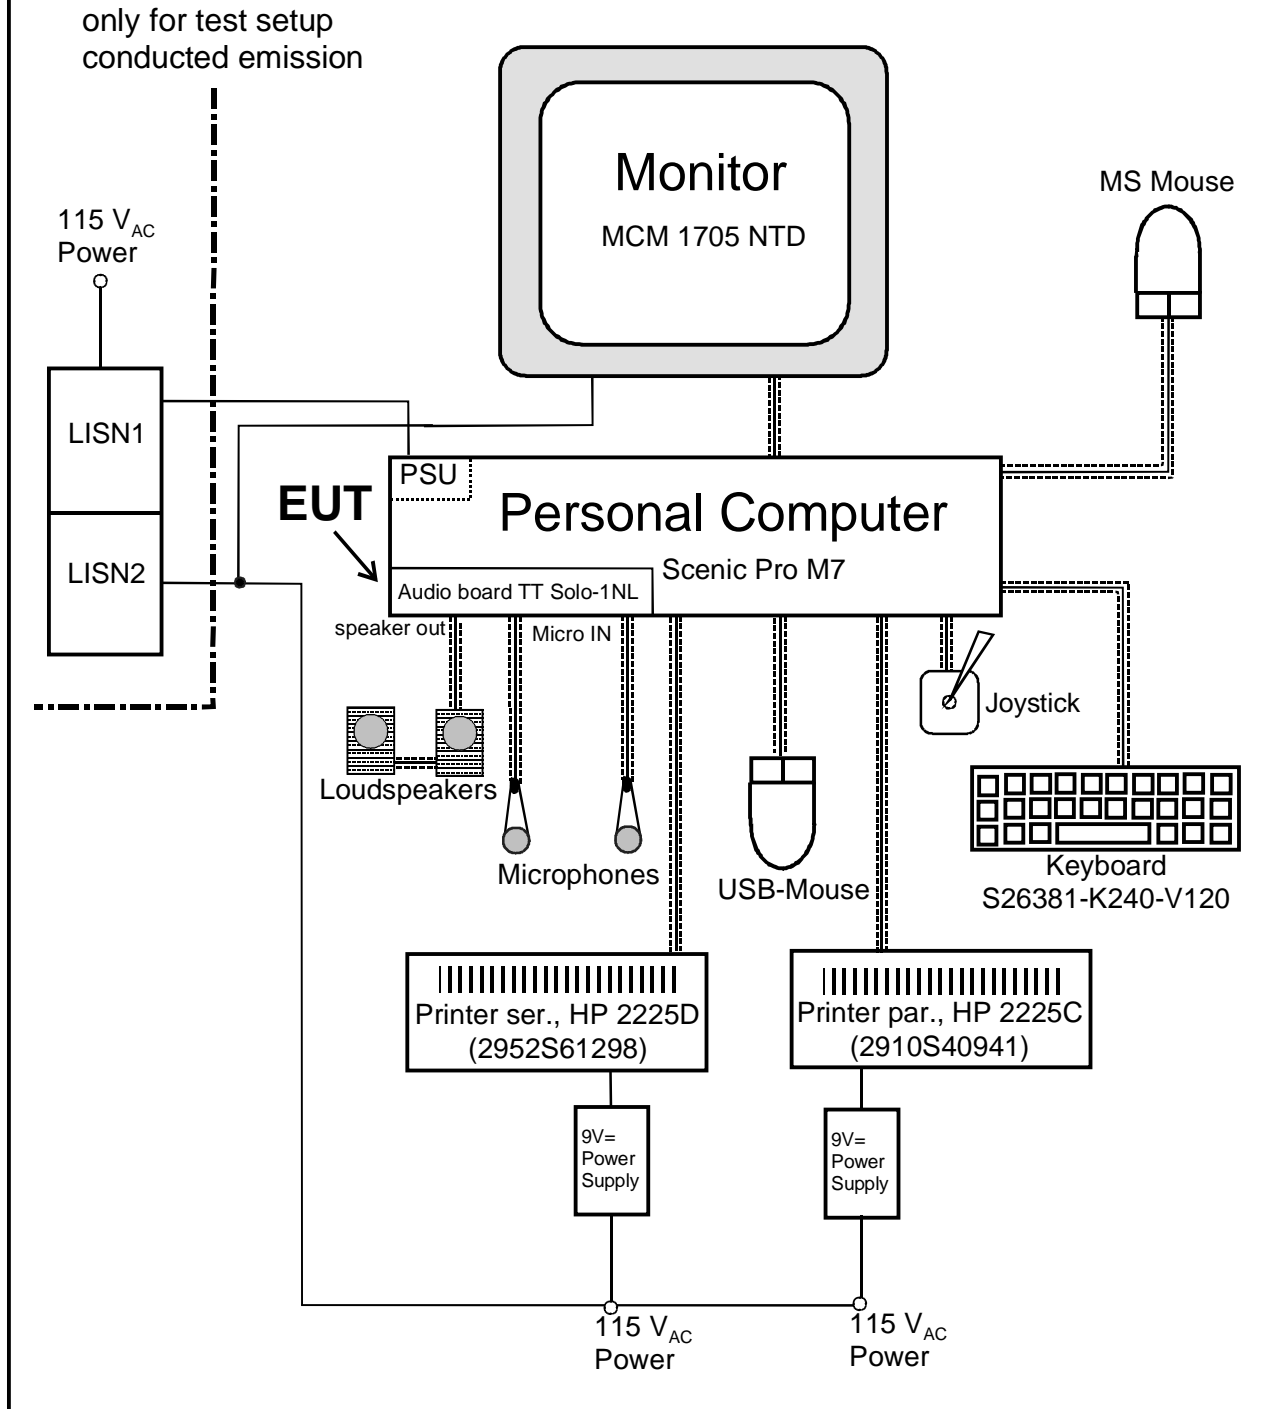 only for test setup
conducted emission
Monitor
MCM 1705 NTD
MS Mouse
115 VAC
Power
LISN1
LISN2
PSU
EUT
Personal Computer
Scenic Pro M7
Audio board TT Solo-1NL
speaker out
Micro IN
Joystick
Loudspeakers
Microphones
USB-Mouse
Keyboard
S26381-K240-V120
Printer ser., HP 2225D
(2952S61298)
Printer par., HP 2225C
(2910S40941)
9V=
Power
Supply
9V=
Power
Supply
115 VAC
Power
115 VAC
Power